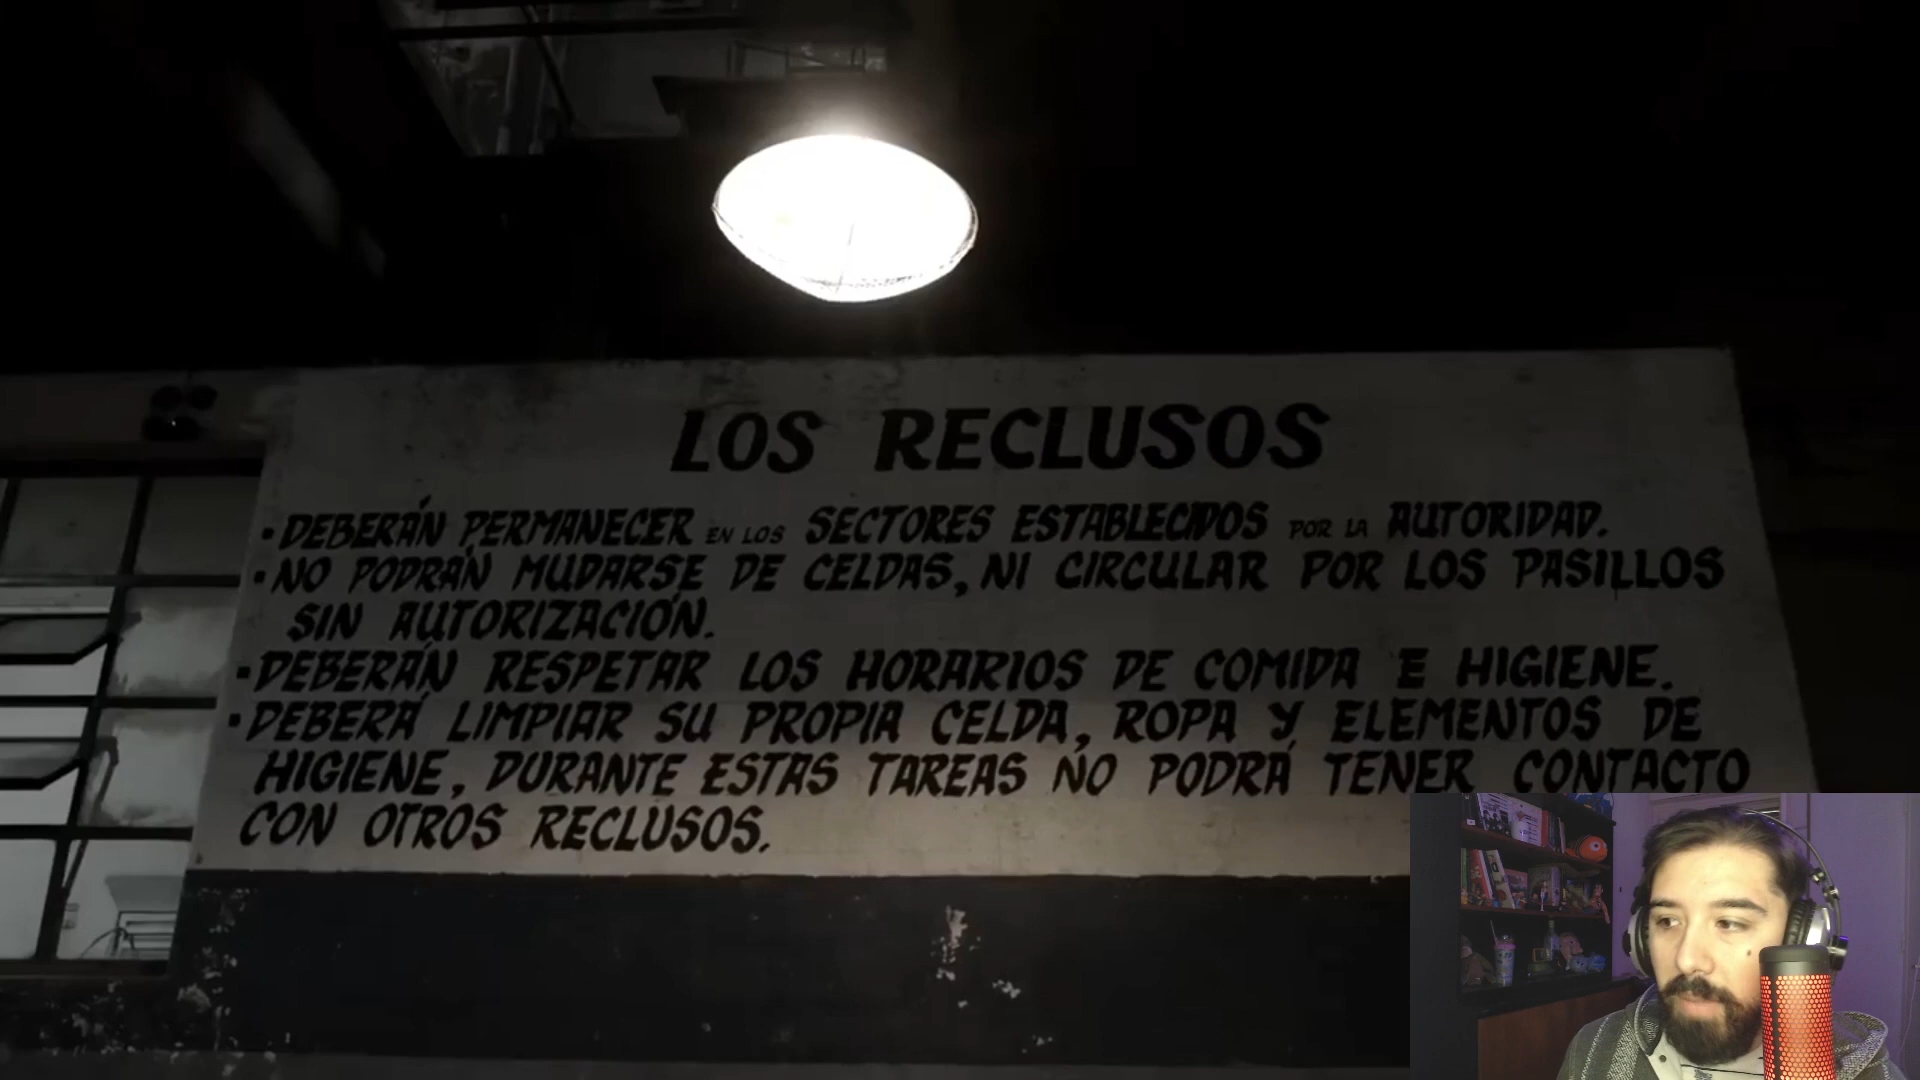 LOS RECLUSOS
•DEBERÁN PERMANECER EN LOS SECTORES ESTABLECIDOS POR LA AUTORIDAD.
•NO PODRÁN MUDARSE DE CELDAS, NI CIRCULAR POR LOS PASILLOS
SIN AUTORIZACIÓN.
•DEBERÁN RESPETAR LOS HORARIOS DE COMIDA E HIGIENE.
•DEBERÁ LIMPIAR SU PROPIA CELDA, ROPA Y ELEMENTOS DE
HIGIENE, DURANTE ESTAS TAREAS NO PODRÁ TENER CONTACTO
CON OTROS RECLUSOS.